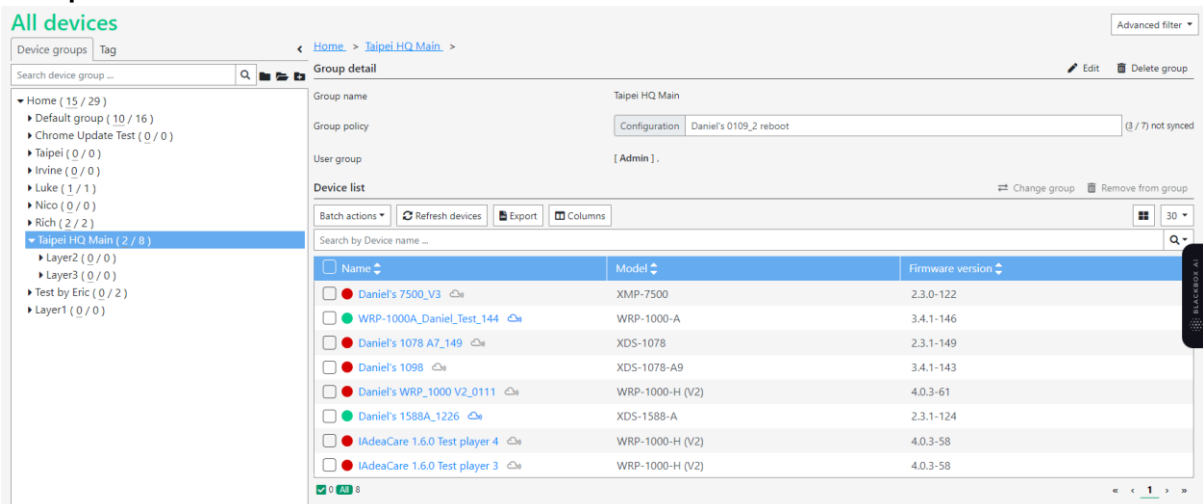 All devices
Advanced filter
Device groups Tag
Home > Taipei HQ Main >
Search device group ...
Group detail
Edit Delete group
Home ( 15 / 29 )
Default group ( 10 / 16 )
Chrome Update Test ( 0 / 0 )
Taipei ( 0 / 0 )
Irvine ( 0 / 0 )
Luke ( 1 / 1 )
Nico ( 0 / 0 )
Rich ( 2 / 2 )
Taipei HQ Main ( 2 / 8 )
Layer2 ( 0 / 0 )
Layer3 ( 0 / 0 )
Test by Eric ( 0 / 2 )
Layer1 ( 0 / 0 )
Group name Taipei HQ Main
Group policy Configuration Daniel's 0109_2 reboot (3 / 7) not synced
User group [ Admin ] .
Device list
Change group Remove from group
Batch actions Refresh devices Export Columns 30
Search by Device name ...
Name Model Firmware version
Daniel's 7500_V3 XMP-7500 2.3.0-122
WRP-1000A_Daniel_Test_144 WRP-1000-A 3.4.1-146
Daniel's 1078 A7_149 XDS-1078 2.3.1-149
Daniel's 1098 XDS-1078-A9 3.4.1-143
Daniel's WRP_1000 V2_0111 WRP-1000-H (V2) 4.0.3-61
Daniel's 1588A_1226 XDS-1588-A 2.3.1-124
IAdeaCare 1.6.0 Test player 4 WRP-1000-H (V2) 4.0.3-58
IAdeaCare 1.6.0 Test player 3 WRP-1000-H (V2) 4.0.3-58
0 All 8
« ‹ 1 › »
BLACKBOX AI